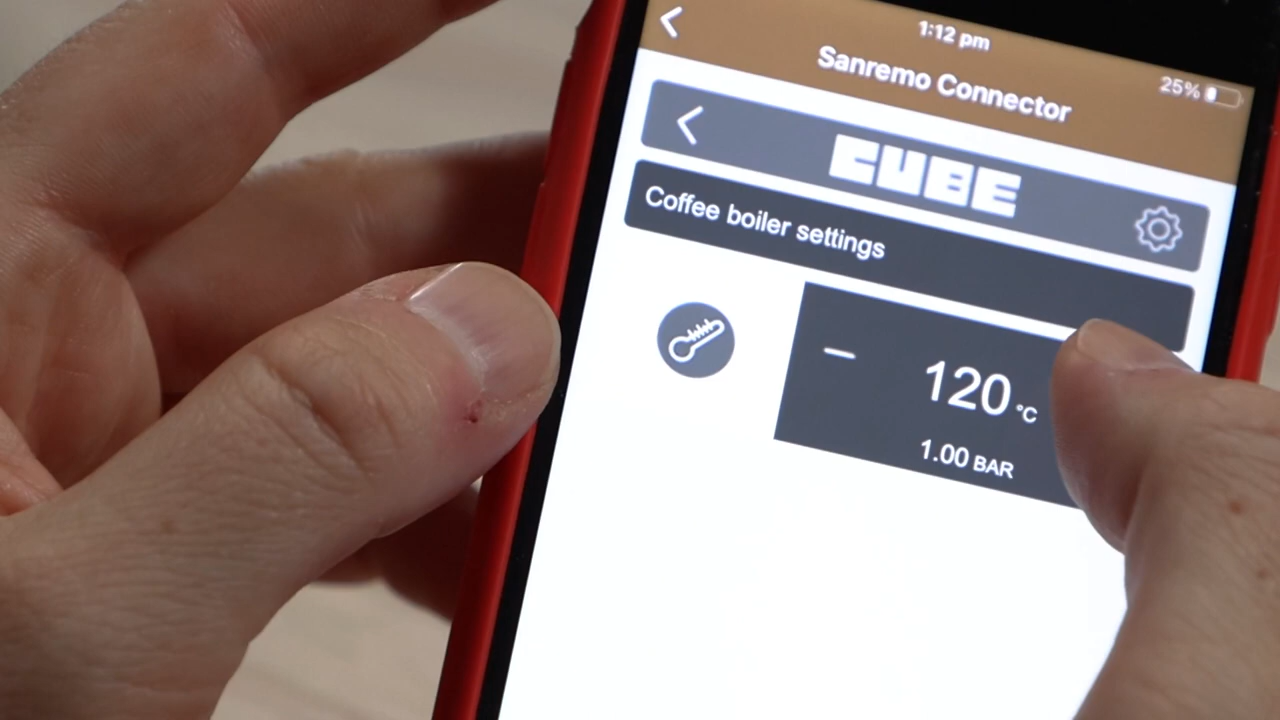 1:12 pm
25%
Sanremo Connector
CUBE
Coffee boiler settings
120 °C
1.00 BAR